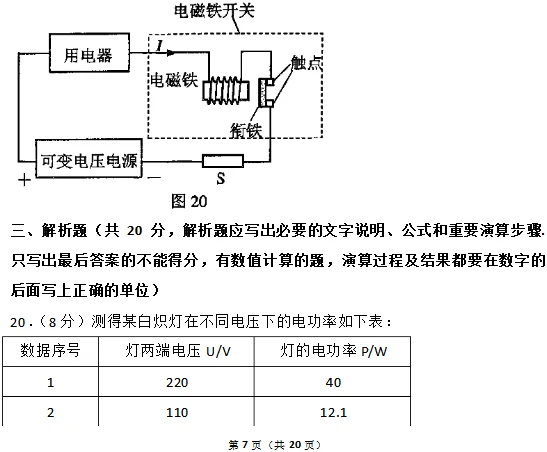 电磁铁开关
用电器
I
电磁铁
触点
衔铁
可变电压电源
+
−
S
图20
三、解析题（共 20 分，解析题应写出必要的文字说明、公式和重要演算步骤.
只写出最后答案的不能得分，有数值计算的题，演算过程及结果都要在数字的
后面写上正确的单位）
20．（8 分）测得某白炽灯在不同电压下的电功率如下表：
数据序号 灯两端电压 U/V 灯的电功率 P/W
1 220 40
2 110 12.1
第 7 页（共 20 页）